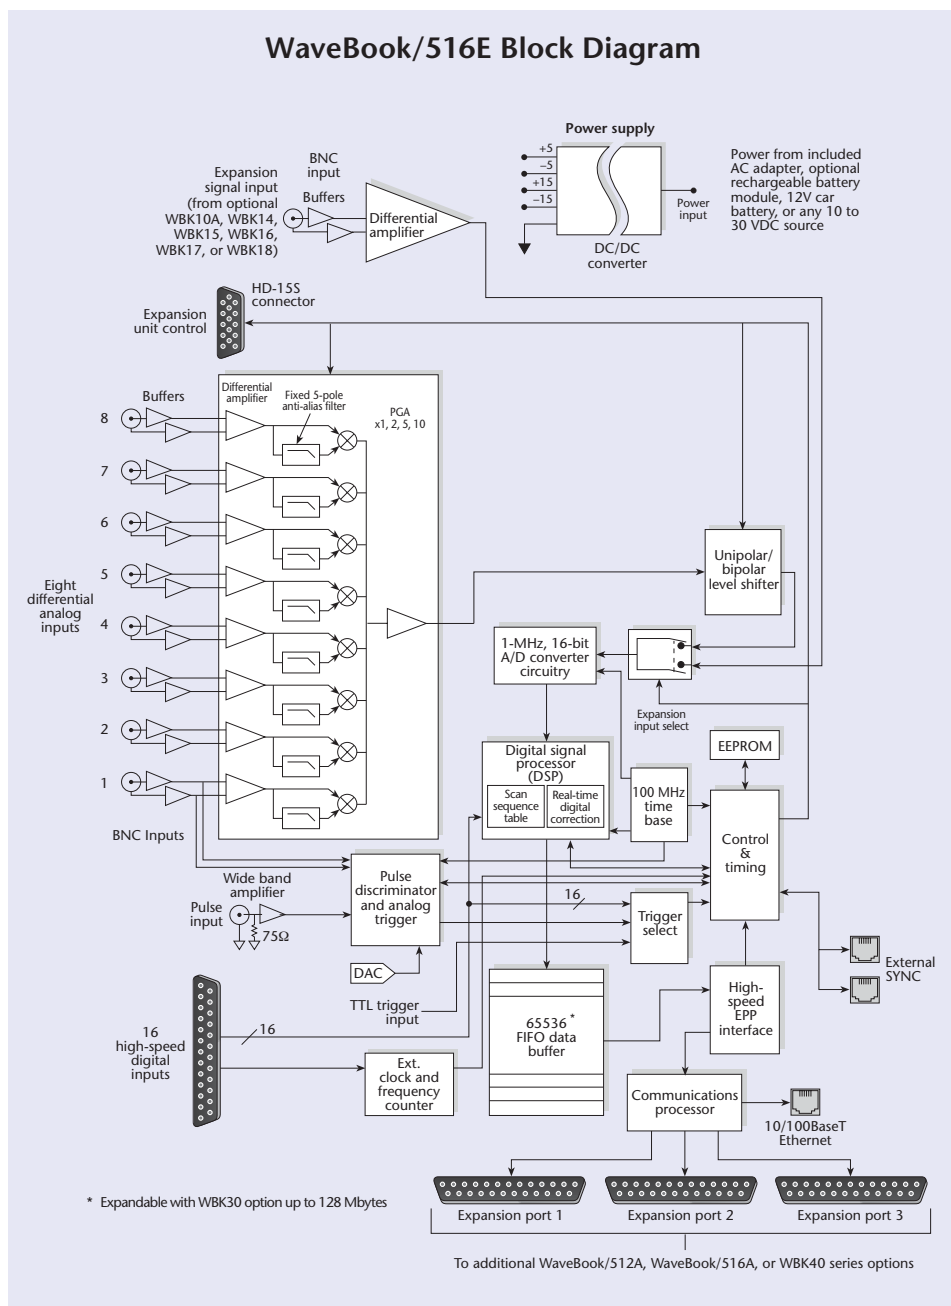 WaveBook/516E Block Diagram
Power supply
+5
–5
+15
–15
Power
input
DC/DC
converter
Power from included
AC adapter, optional
rechargeable battery
module, 12V car
battery, or any 10 to
30 VDC source
Expansion
signal input
(from optional
WBK10A, WBK14,
WBK15, WBK16,
WBK17, or WBK18)
BNC
input
Buffers
Differential
amplifier
HD-15S
connector
Expansion
unit control
Buffers
Differential
amplifier
Fixed 5-pole
anti-alias filter
PGA
x1, 2, 5, 10
8
7
6
5
4
3
2
1
Eight
differential
analog
inputs
BNC Inputs
Unipolar/
bipolar
level shifter
1-MHz, 16-bit
A/D converter
circuitry
Expansion
input select
Digital signal
processor
(DSP)
Scan
sequence
table
Real-time
digital
correction
100 MHz
time
base
EEPROM
Control
&
timing
Wide band
amplifier
Pulse
input
75Ω
Pulse
discriminator
and analog
trigger
DAC
16
Trigger
select
TTL trigger
input
External
SYNC
16
high-speed
digital
inputs
16
Ext.
clock and
frequency
counter
65536 *
FIFO data
buffer
High-
speed
EPP
interface
Communications
processor
10/100BaseT
Ethernet
* Expandable with WBK30 option up to 128 Mbytes
Expansion port 1
Expansion port 2
Expansion port 3
To additional WaveBook/512A, WaveBook/516A, or WBK40 series options